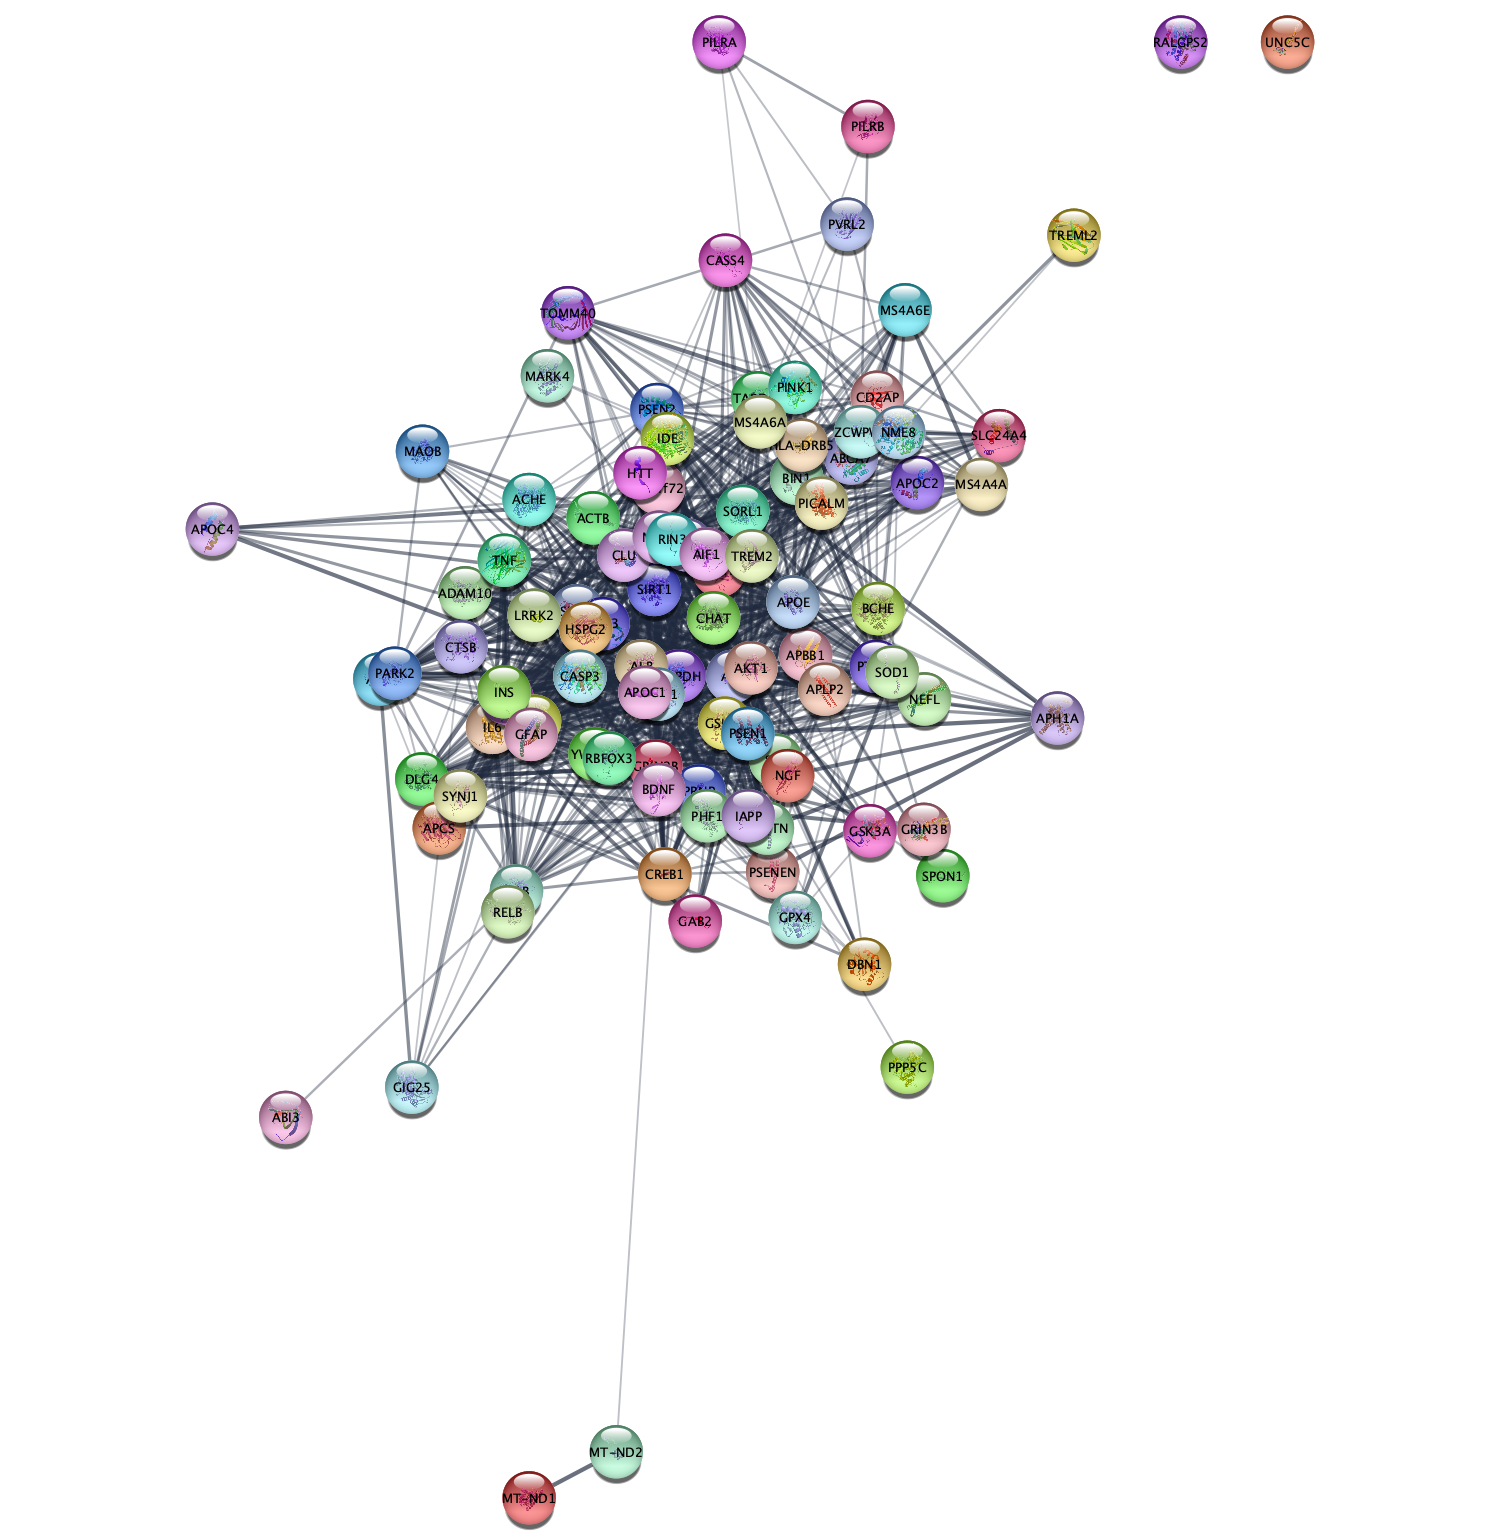 PILRA
RALGPS2
UNC5C
PILRB
PVRL2
TREML2
CASS4
MS4A6E
TOMM40
MARK4
PINK1
CD2AP
PSEN2
MS4A6A
SLC24A4
NME8
IDE
HLA-DRB5
MAOB
HTT
f72
BIN1
APOC2
MS4A4A
ACHE
PICALM
SORL1
ACTB
APOC4
RIN3
CLU
AIF1
TREM2
TNF
SIRT1
ADAM10
APOE
BCHE
LRRK2
CHAT
HSPG2
CTSB
APBB1
PARK2
CASP3
AKT1
SOD1
APLP2
INS
APOC1
NEFL
APH1A
IL6
GFAP
PSEN1
RBFOX3
NGF
DLG4
BDNF
SYNJ1
PHF1
IAPP
APCS
GSK3A
GRIN3B
CREB1
PSENEN
SPON1
RELB
GAB2
GPX4
DBN1
PPP5C
GIG25
ABI3
MT-ND2
MT-ND1